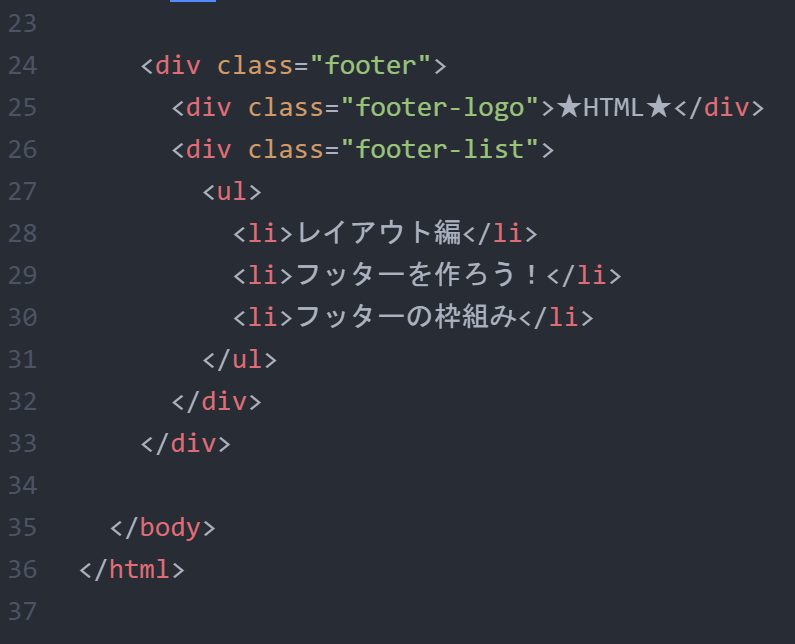 23
24 <div class="footer">
25 <div class="footer-logo">★HTML★</div>
26 <div class="footer-list">
27 <ul>
28 <li>レイアウト編</li>
29 <li>フッターを作ろう！</li>
30 <li>フッターの枠組み</li>
31 </ul>
32 </div>
33 </div>
34
35 </body>
36 </html>
37